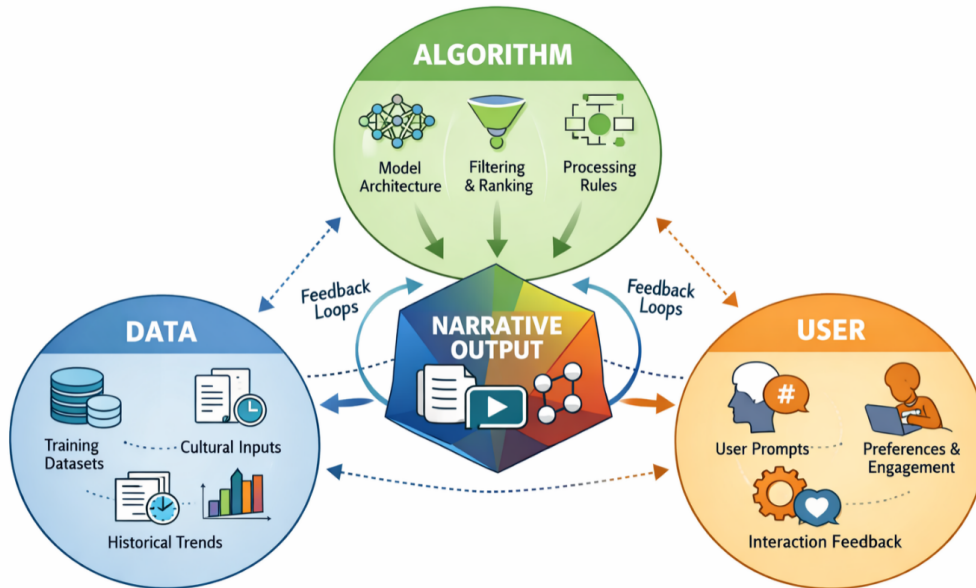 ALGORITHM
Model
Architecture
Filtering
& Ranking
Processing
Rules
Feedback
Loops
Feedback
Loops
NARRATIVE
OUTPUT
DATA
Training
Datasets
Cultural Inputs
Historical Trends
USER
#
User Prompts
Preferences &
Engagement
Interaction Feedback